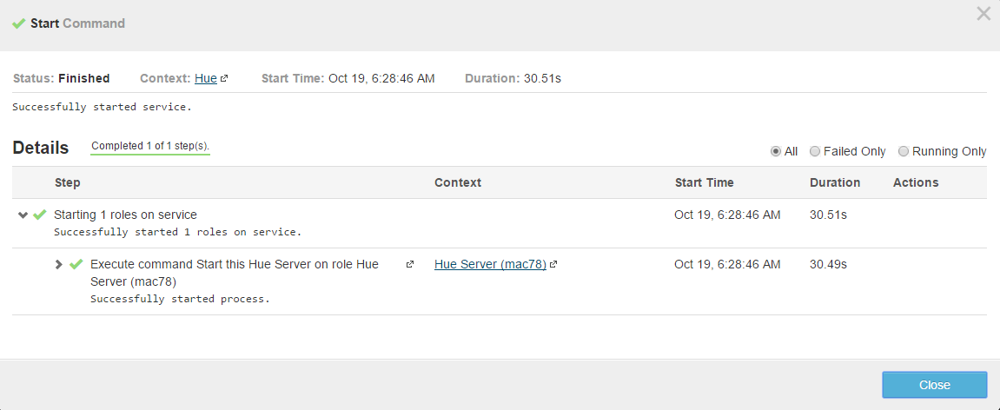 Start Command
Status: Finished Context: Hue Start Time: Oct 19, 6:28:46 AM Duration: 30.51s
Successfully started service.
Details Completed 1 of 1 step(s).
All Failed Only Running Only
Step Context Start Time Duration Actions
Starting 1 roles on service Oct 19, 6:28:46 AM 30.51s
Successfully started 1 roles on service.
Execute command Start this Hue Server on role Hue Hue Server (mac78) Oct 19, 6:28:46 AM 30.49s
Server (mac78)
Successfully started process.
Close